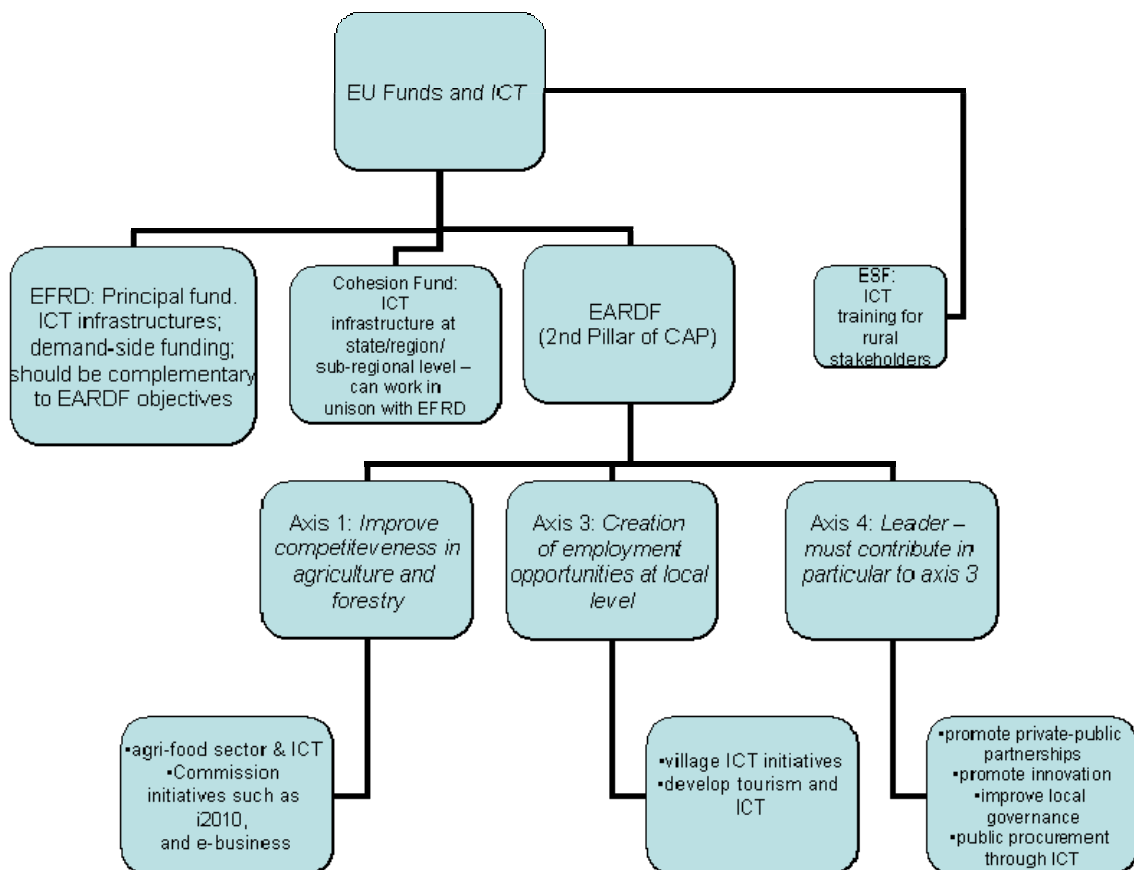 EU Funds and ICT
EFRD: Principal fund.
ICT infrastructures;
demand-side funding;
should be complementary
to EARDF objectives
Cohesion Fund:
ICT
infrastructure at
state/region/
sub-regional level –
can work in
unison with EFRD
EARDF
(2nd Pillar of CAP)
ESF:
ICT
training for
rural
stakeholders
Axis 1: Improve
competiteveness in
agriculture and
forestry
Axis 3: Creation
of employment
opportunities at local
level
Axis 4: Leader –
must contribute in
particular to axis 3
•agri-food sector & ICT
•Commission
initiatives such as
i2010,
and e-business
•village ICT initiatives
•develop tourism and
ICT
•promote private-public
partnerships
•promote innovation
•improve local
governance
•public procurement
through ICT